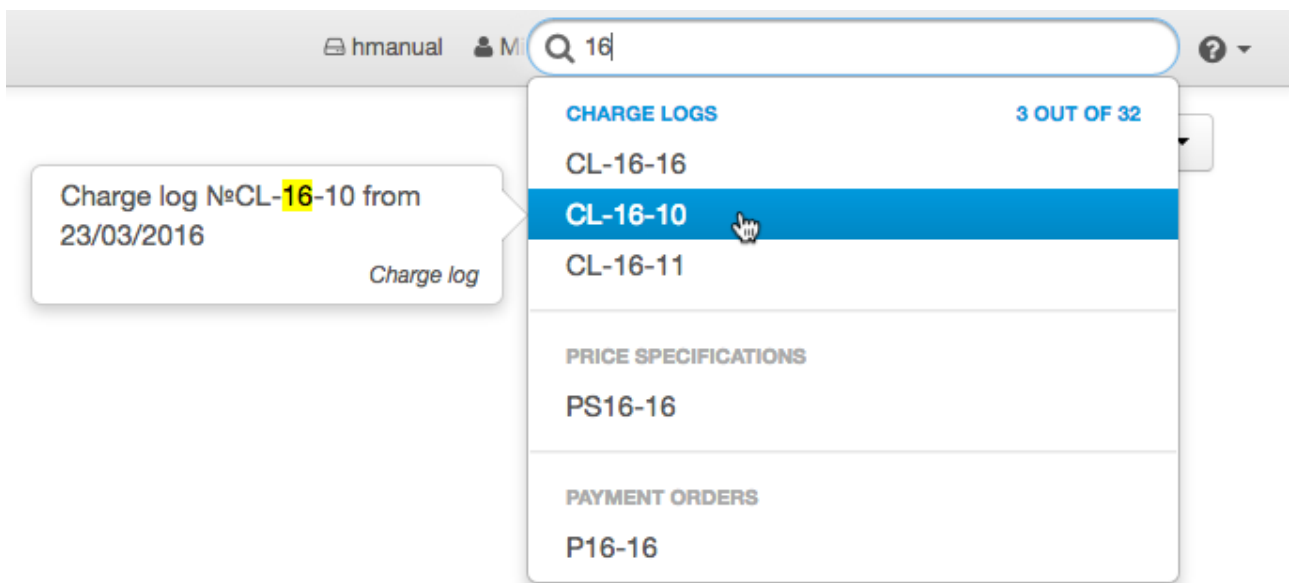 hmanual
16
CHARGE LOGS 3 OUT OF 32
CL-16-16
Charge log №CL-16-10 from
23/03/2016
Charge log
CL-16-10
CL-16-11
PRICE SPECIFICATIONS
PS16-16
PAYMENT ORDERS
P16-16